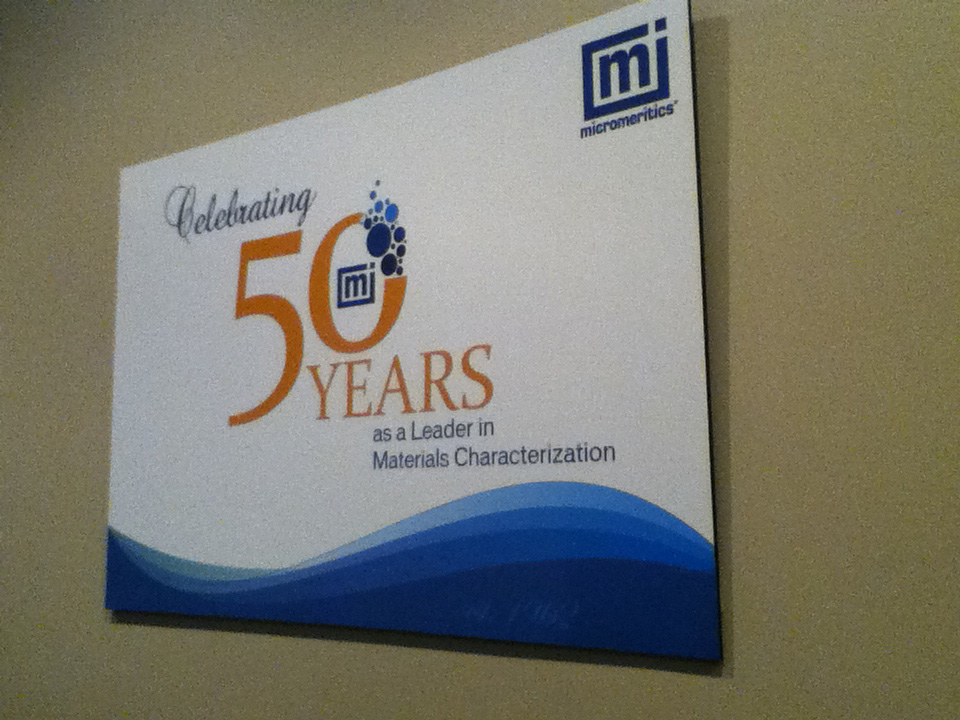 mi
micromeritics®
Celebrating
50
mi
YEARS
as a Leader in
Materials Characterization